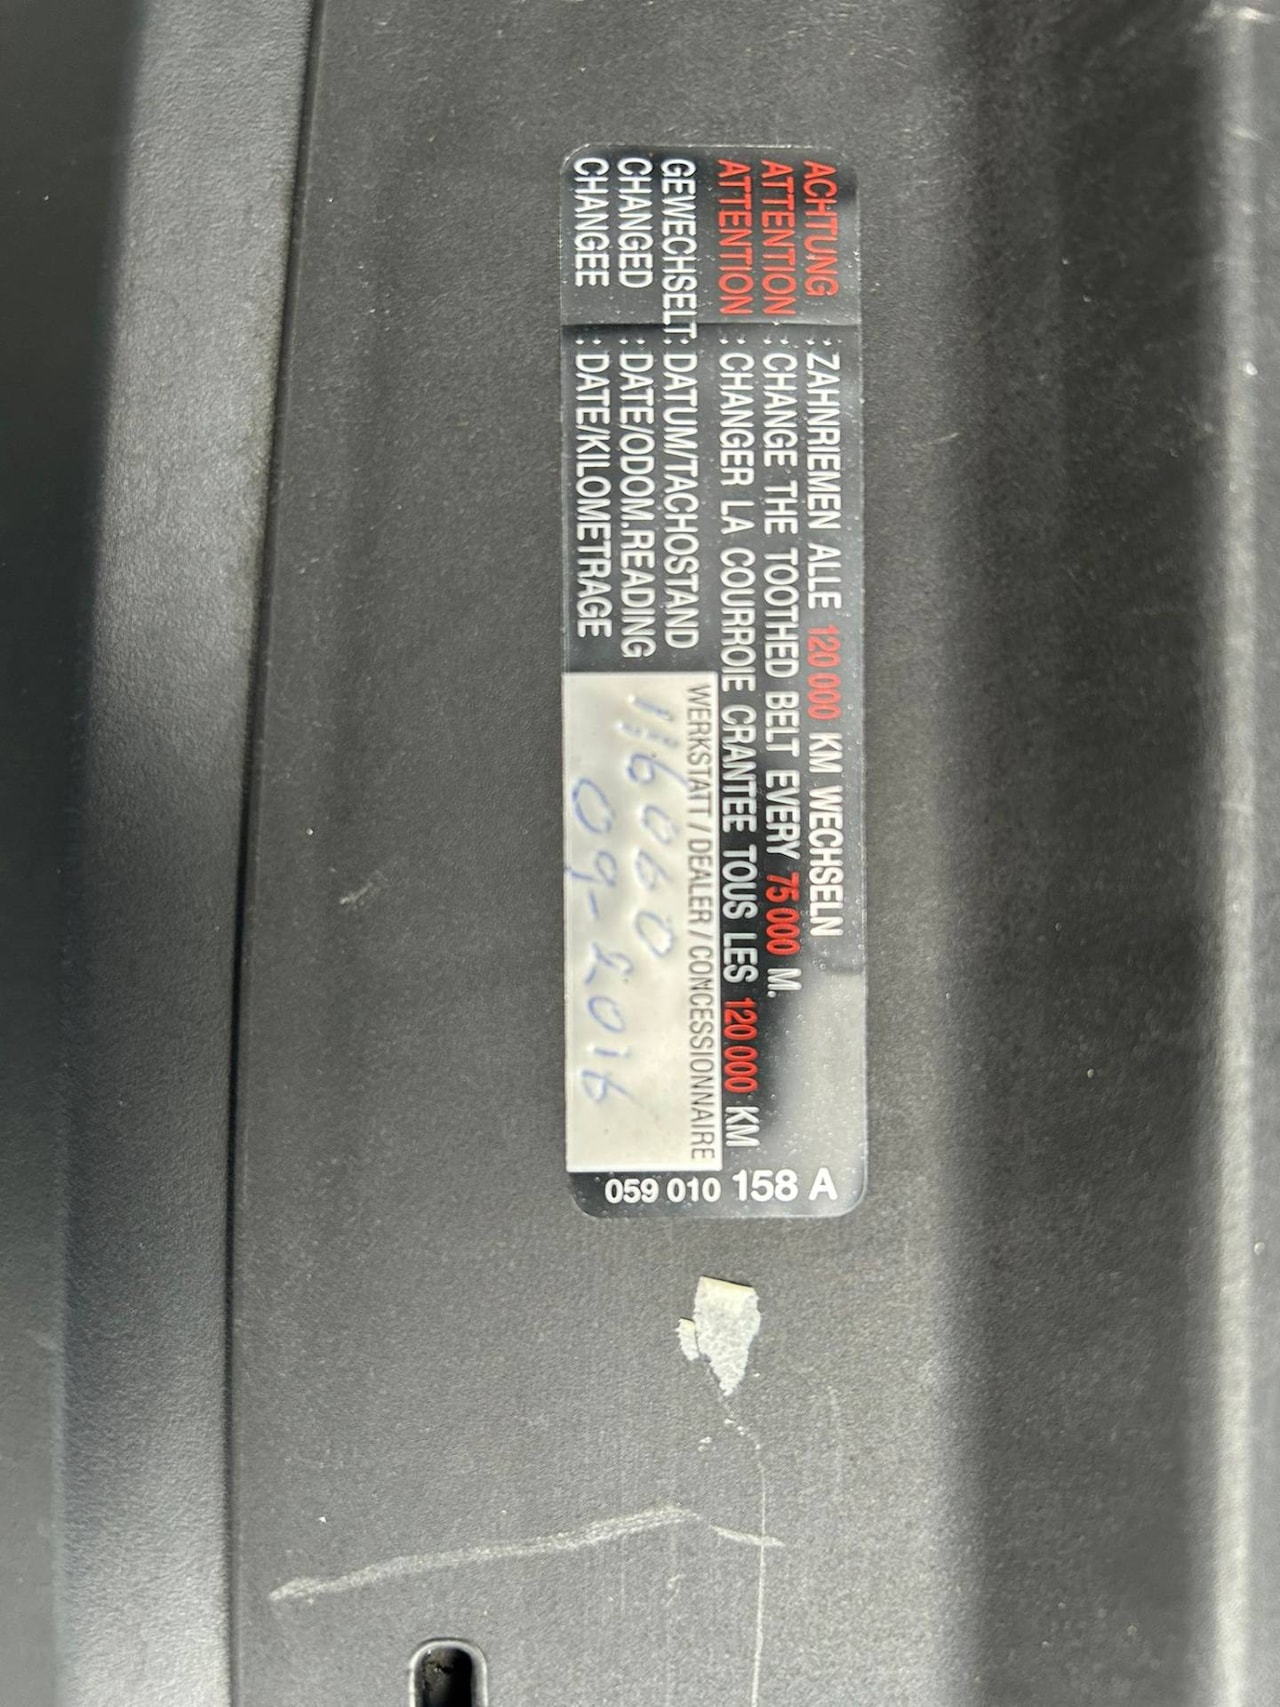 ACHTUNG : ZAHNRIEMEN ALLE 120 000 KM WECHSELN
ATTENTION : CHANGE THE TOOTHED BELT EVERY 75 000 M.
ATTENTION : CHANGER LA COURROIE CRANTEE TOUS LES 120 000 KM
GEWECHSELT: DATUM/TACHOSTAND
CHANGED : DATE/ODOM.READING
CHANGEE : DATE/KILOMETRAGE
WERKSTATT / DEALER / CONCESSIONNAIRE
116060
09-2016
059 010 158 A